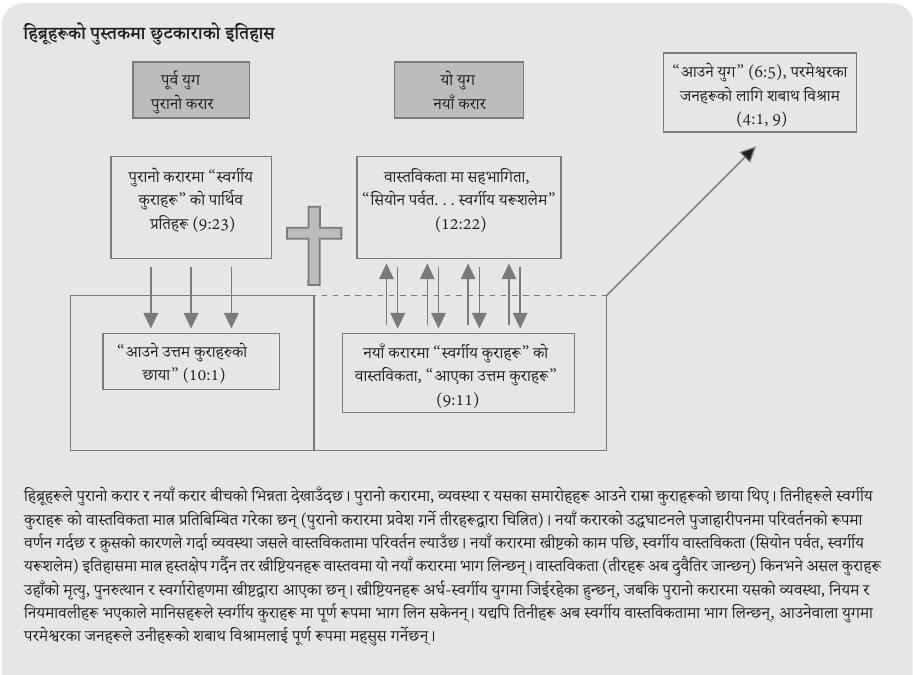 हिब्रूहरूको पुस्तकमा छुटकाराको इतिहास
पूर्व युग
पुरानो करार
यो युग
नयाँ करार
“आउने युग” (6:5), परमेश्वरका
जनहरूको लागि शबाथ विश्राम
(4:1, 9)
पुरानो करारमा “स्वर्गीय
कुराहरू” को पार्थिव
प्रतिहरू (9:23)
वास्तविकता मा सहभागिता,
“सियोन पर्वत. . . स्वर्गीय यरूशलेम”
(12:22)
“आउने उत्तम कुराहरुको
छाया” (10:1)
नयाँ करारमा “स्वर्गीय कुराहरू” को
वास्तविकता, “आएका उत्तम कुराहरू”
(9:11)
हिब्रूहरूले पुरानो करार र नयाँ करार बीचको भिन्नता देखाउँदछ। पुरानो करारमा, व्यवस्था र यसका समारोहहरू आउने राम्रा कुराहरूको छाया थिए। तिनीहरूले स्वर्गीय
कुराहरू को वास्तविकता मात्र प्रतिबिम्बित गरेका छन् (पुरानो करारमा प्रवेश गर्ने तीरहरूद्वारा चित्रित)। नयाँ करारको उद्घघाटनले पुजाहारीपनमा परिवर्तनको रूपमा
वर्णन गर्दछ र क्रुसको कारणले गर्दा व्यवस्था जसले वास्तविकतामा परिवर्तन ल्याउँछ। नयाँ करारमा ख्रीष्टको काम पछि, स्वर्गीय वास्तविकता (सियोन पर्वत, स्वर्गीय
यरूशलेम) इतिहासमा मात्र हस्तक्षेप गर्दैन तर ख्रीष्टियनहरू वास्तवमा यो नयाँ करारमा भाग लिन्छन्। वास्तविकता (तीरहरू अब दुवैतिर जान्छन्) किनभने असल कुराहरू
उहाँको मृत्यु, पुनरुत्थान र स्वर्गारोहणमा ख्रीष्टद्वारा आएका छन्। ख्रीष्टियनहरू अर्ध-स्वर्गीय युगमा जिईरहेका हुन्छन्, जबकि पुरानो करारमा यसको व्यवस्था, नियम र
नियमावलीहरू भएकाले मानिसहरूले स्वर्गीय कुराहरू मा पूर्ण रूपमा भाग लिन सकेनन्। यद्यपि तिनीहरू अब स्वर्गीय वास्तविकतामा भाग लिन्छन्, आउनेवाला युगमा
परमेश्वरका जनहरूले उनीहरूको शबाथ विश्रामलाई पूर्ण रूपमा महसुस गर्नेछन्।